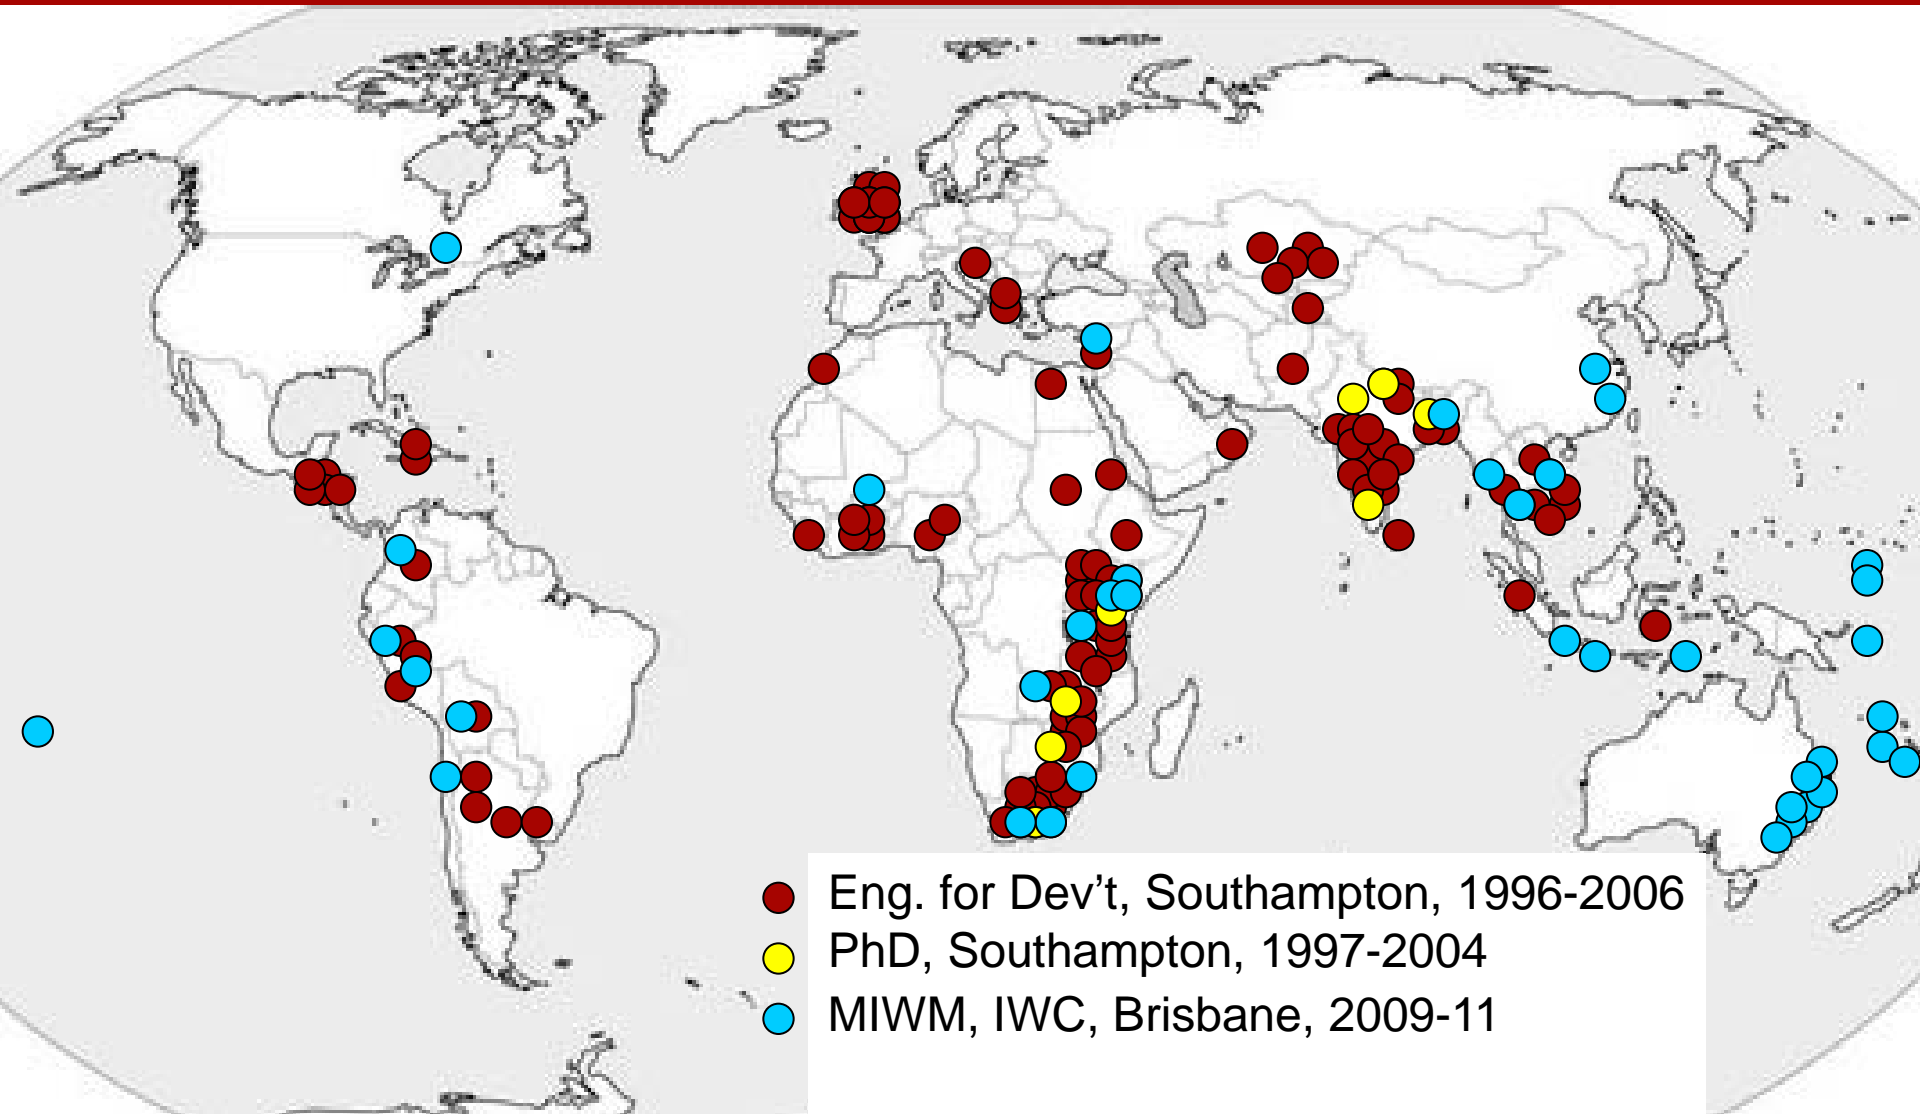 Eng. for Dev’t, Southampton, 1996-2006
PhD, Southampton, 1997-2004
MIWM, IWC, Brisbane, 2009-11